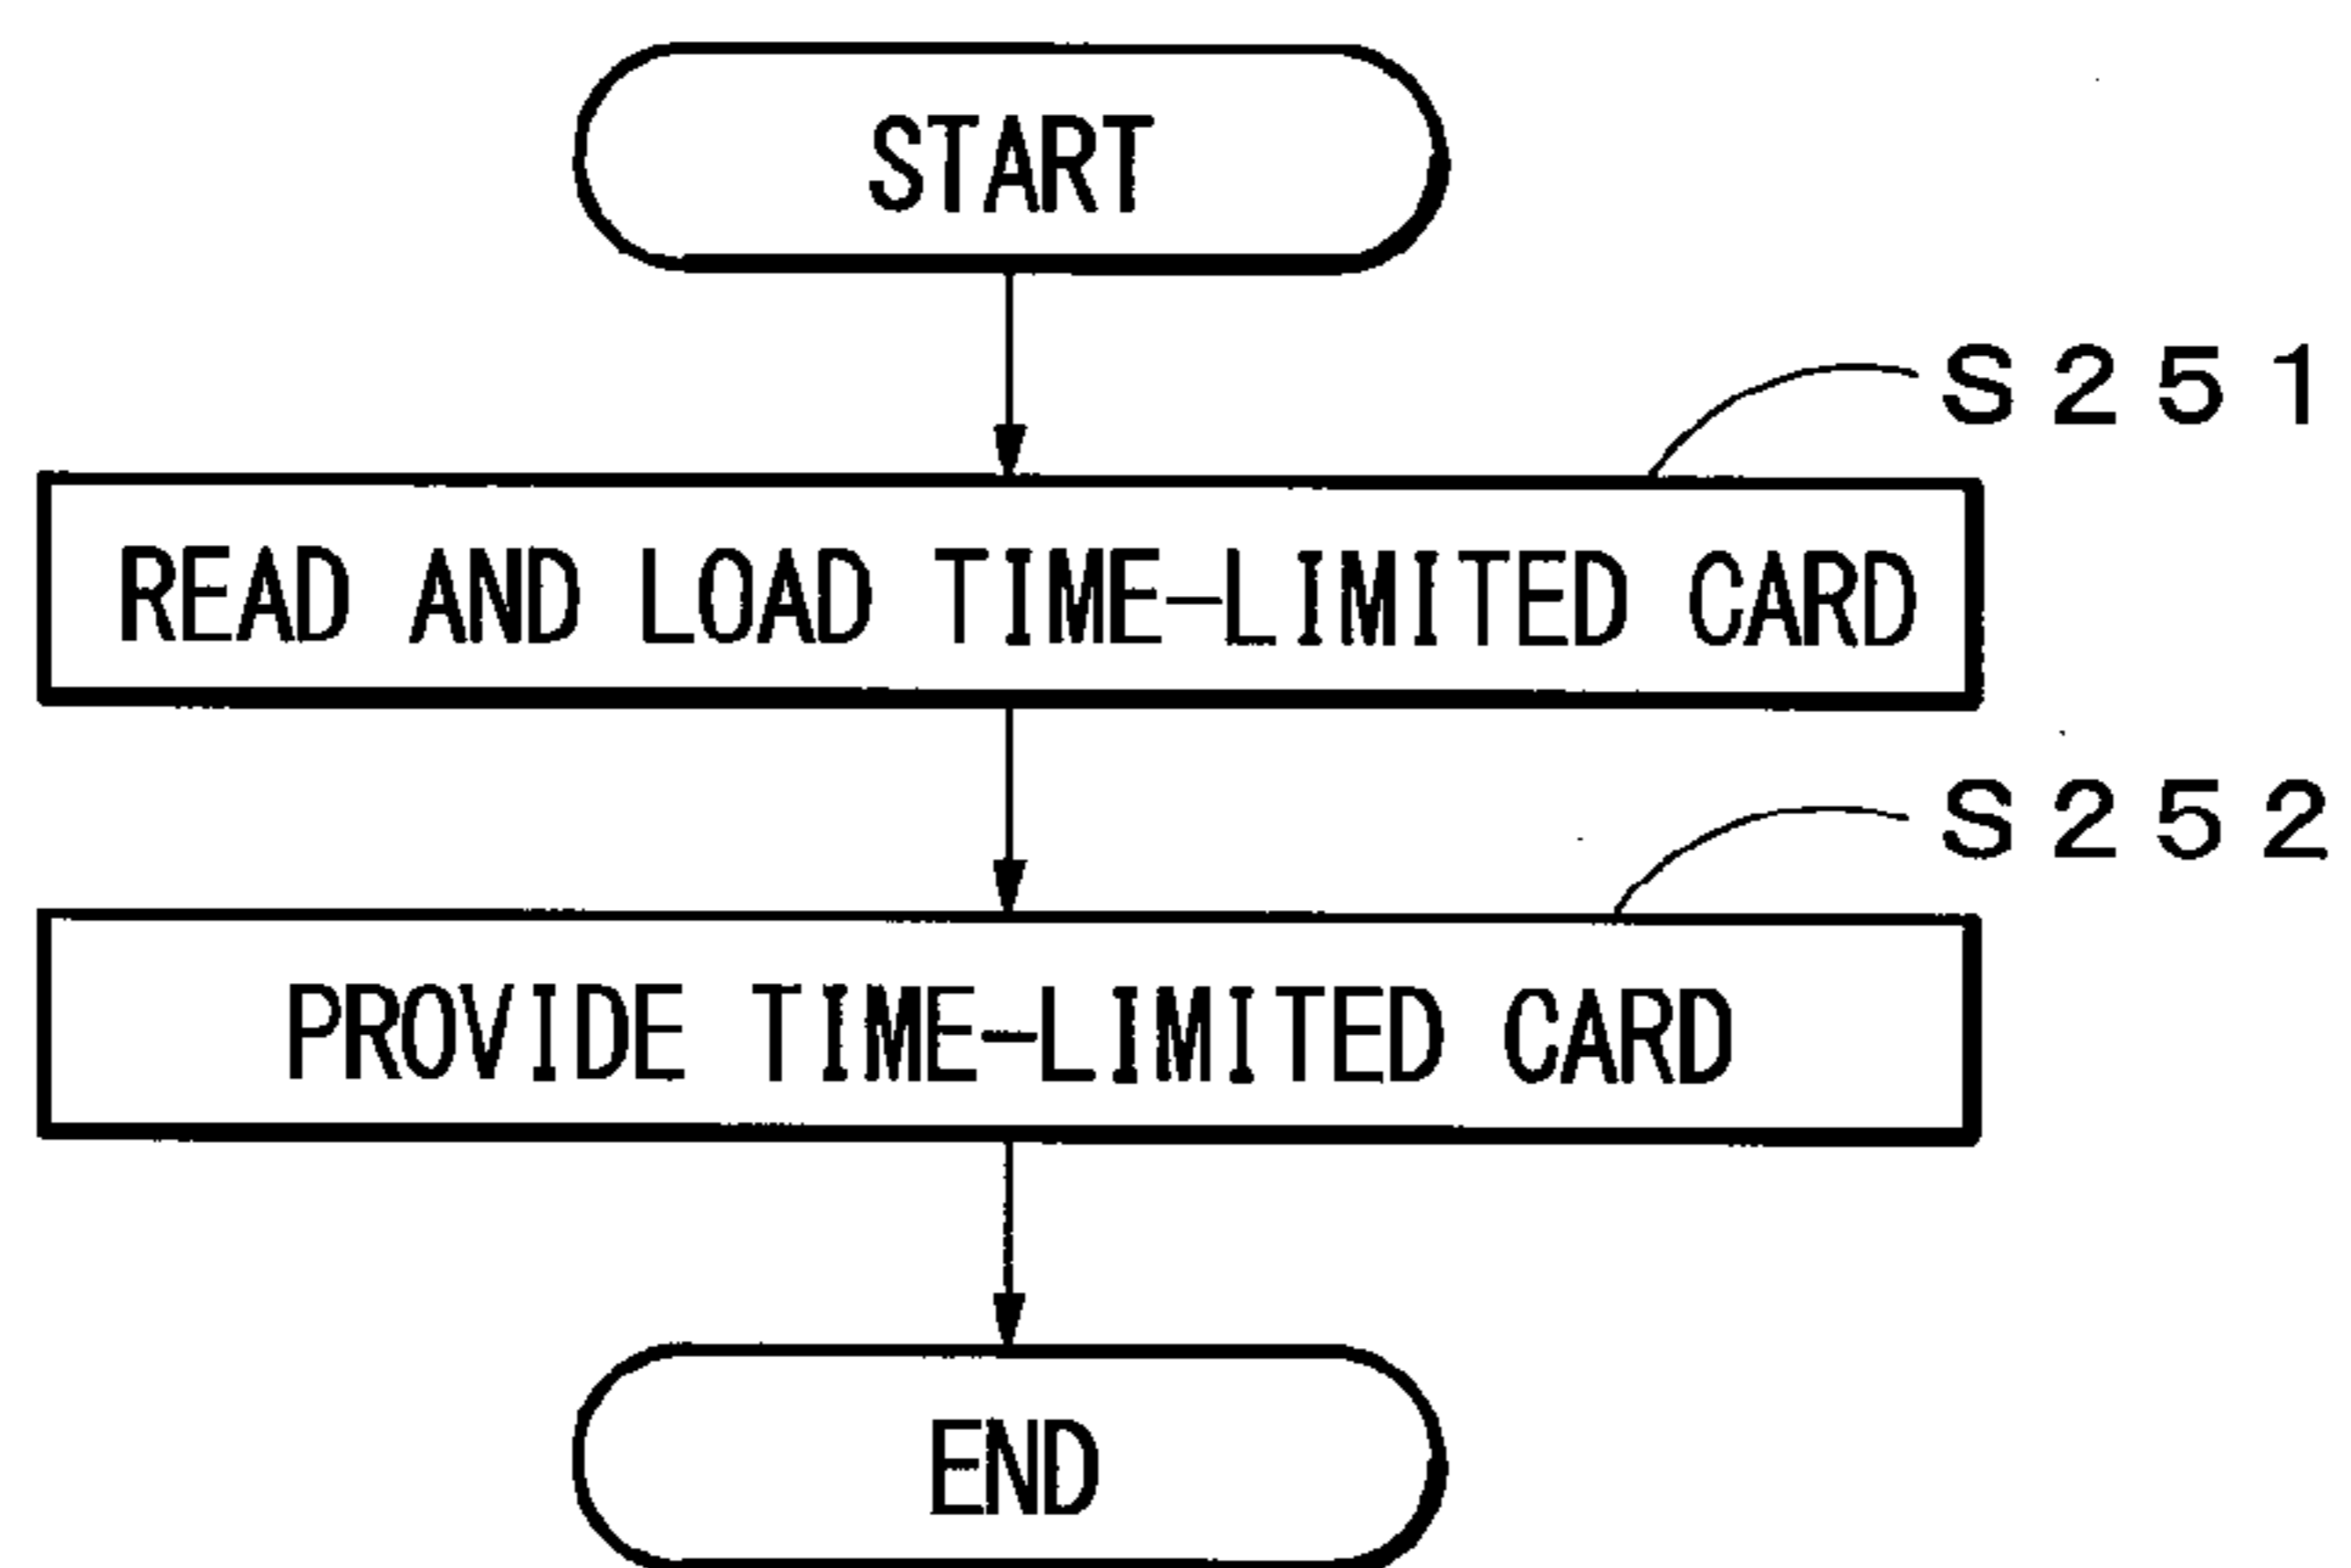 START
S251
READ AND LOAD TIME-LIMITED CARD
S252
PROVIDE TIME-LIMITED CARD
END